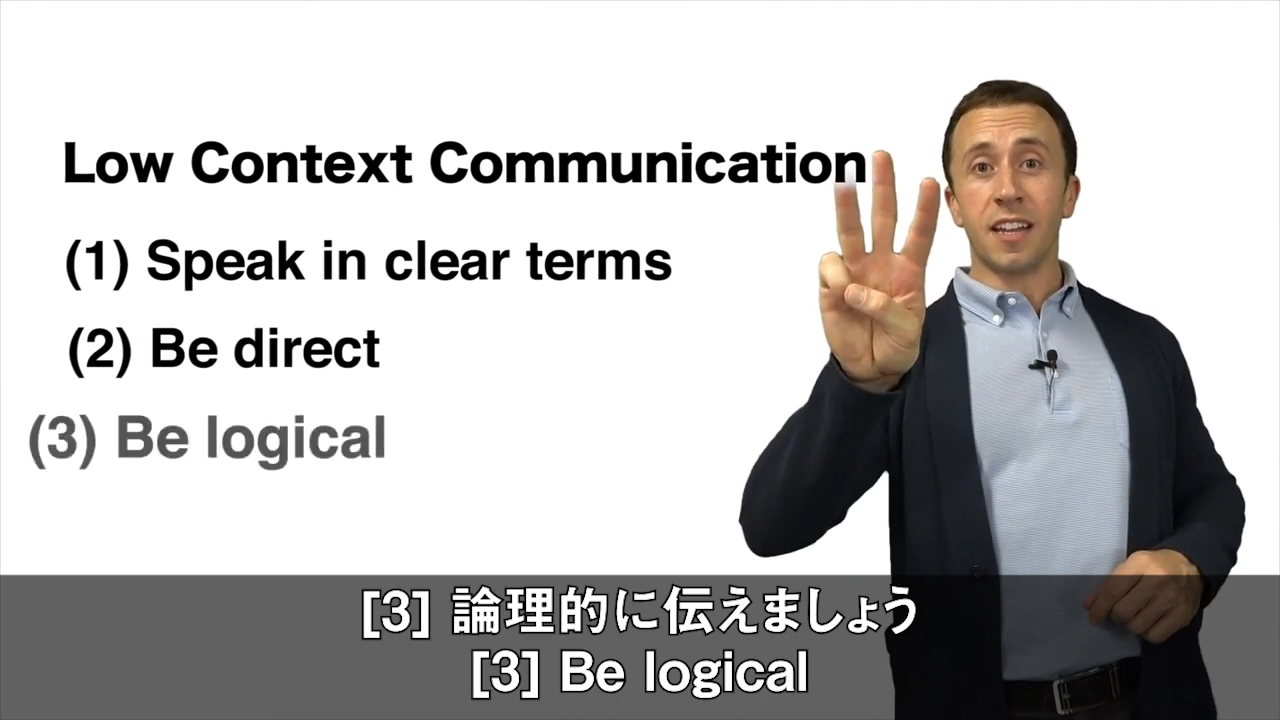 Low Context Communication
(1) Speak in clear terms
(2) Be direct
(3) Be logical
[3] 論理的に伝えましょう
[3] Be logical